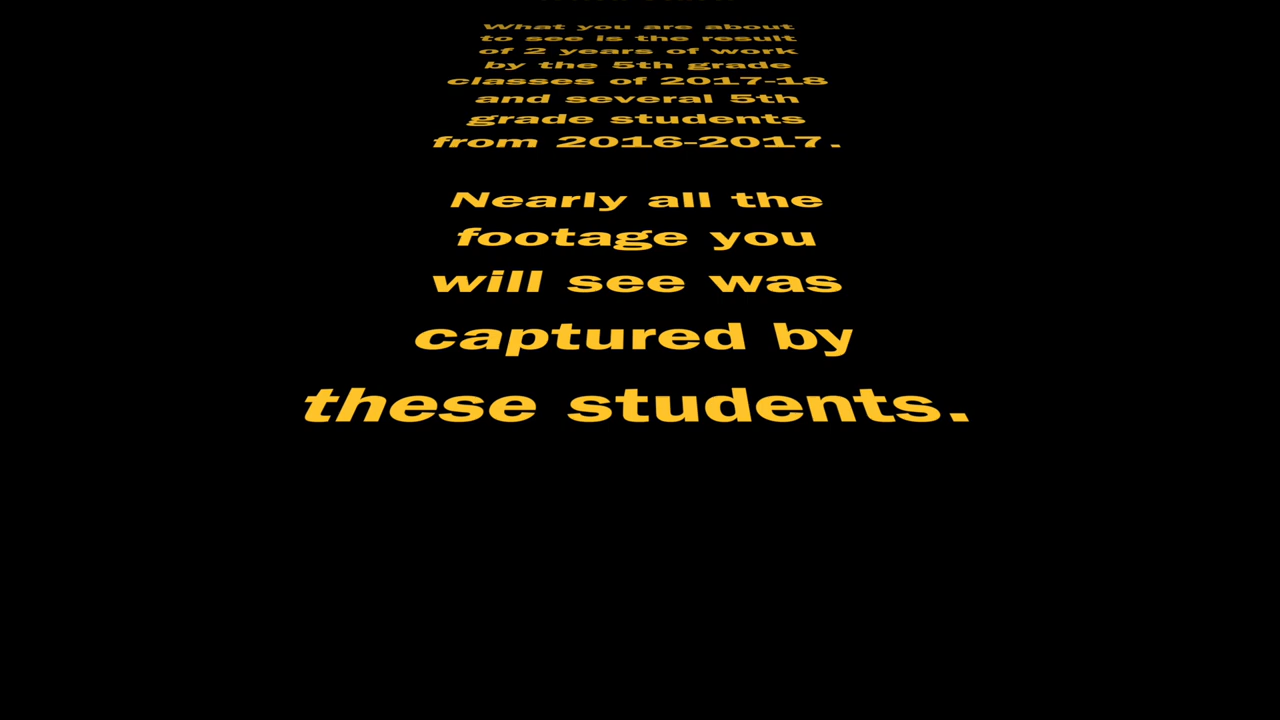 What you are about
to see is the result
of 2 years of work
by the 5th grade
classes of 2017-18
and several 5th
grade students
from 2016-2017.
Nearly all the
footage you
will see was
captured by
these students.